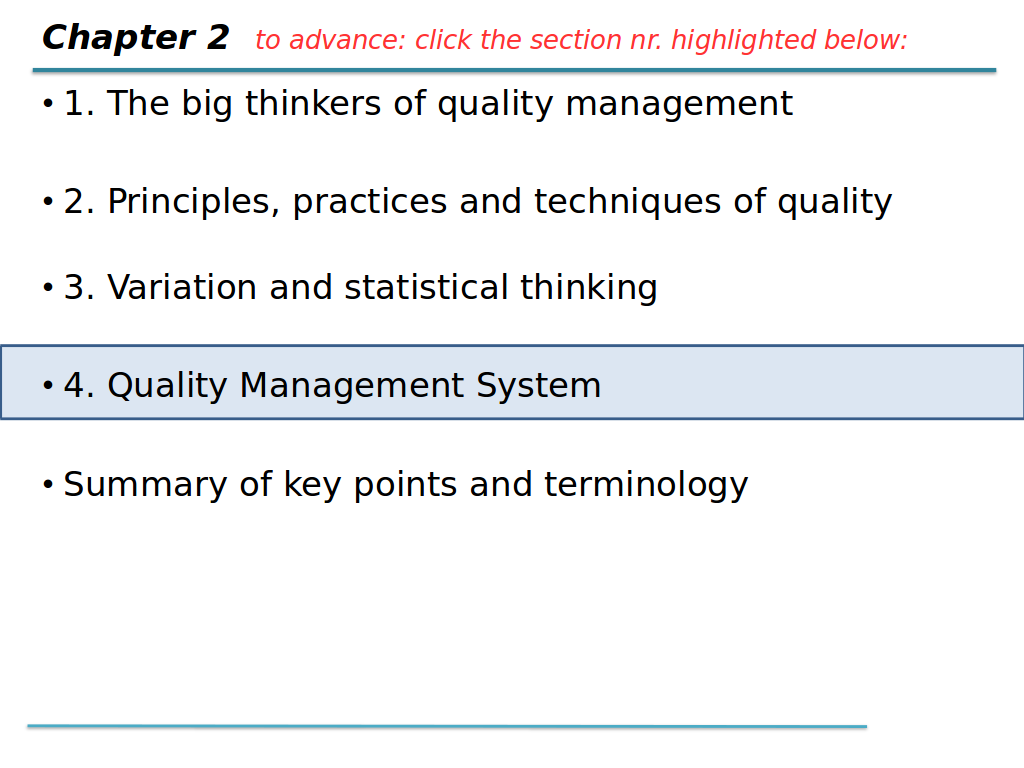 Chapter 2 to advance: click the section nr. highlighted below:
• 1. The big thinkers of quality management
• 2. Principles, practices and techniques of quality
• 3. Variation and statistical thinking
• 4. Quality Management System
• Summary of key points and terminology